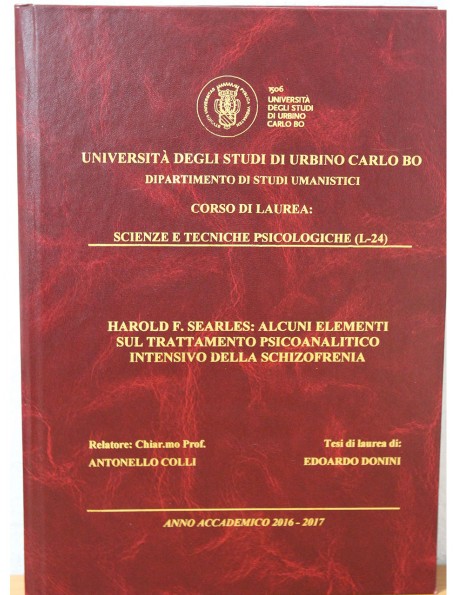 1506
UNIVERSITÀ
DEGLI STUDI
DI URBINO
CARLO BO
UNIVERSITÀ DEGLI STUDI DI URBINO CARLO BO
DIPARTIMENTO DI STUDI UMANISTICI
CORSO DI LAUREA:
SCIENZE E TECNICHE PSICOLOGICHE (L-24)
HAROLD F. SEARLES: ALCUNI ELEMENTI
SUL TRATTAMENTO PSICOANALITICO
INTENSIVO DELLA SCHIZOFRENIA
Relatore: Chiar.mo Prof. Tesi di laurea di:
ANTONELLO COLLI EDOARDO DONINI
ANNO ACCADEMICO 2016 - 2017